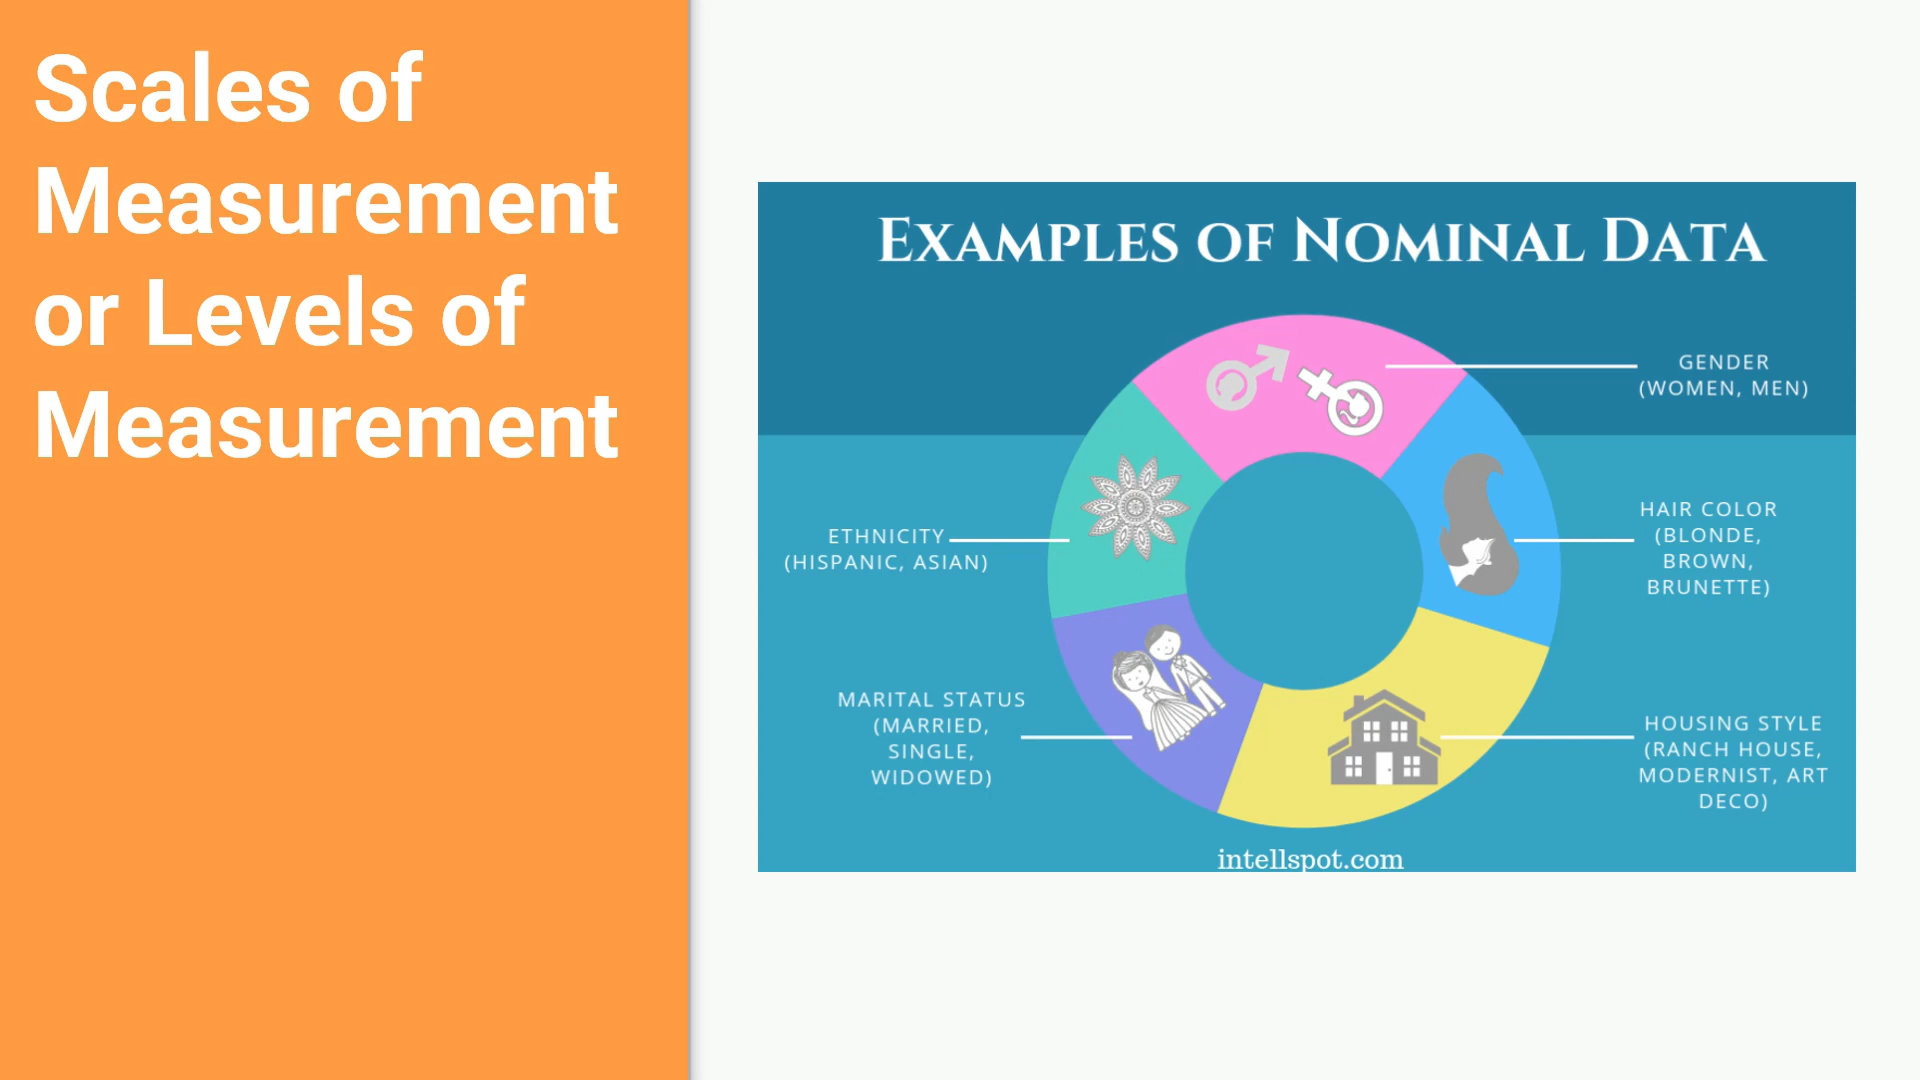 Scales of
Measurement
or Levels of
Measurement
EXAMPLES OF NOMINAL DATA
GENDER
(WOMEN, MEN)
HAIR COLOR
(BLONDE,
BROWN,
BRUNETTE)
ETHNICITY
(HISPANIC, ASIAN)
MARITAL STATUS
(MARRIED,
SINGLE,
WIDOWED)
HOUSING STYLE
(RANCH HOUSE,
MODERNIST, ART
DECO)
intellspot.com